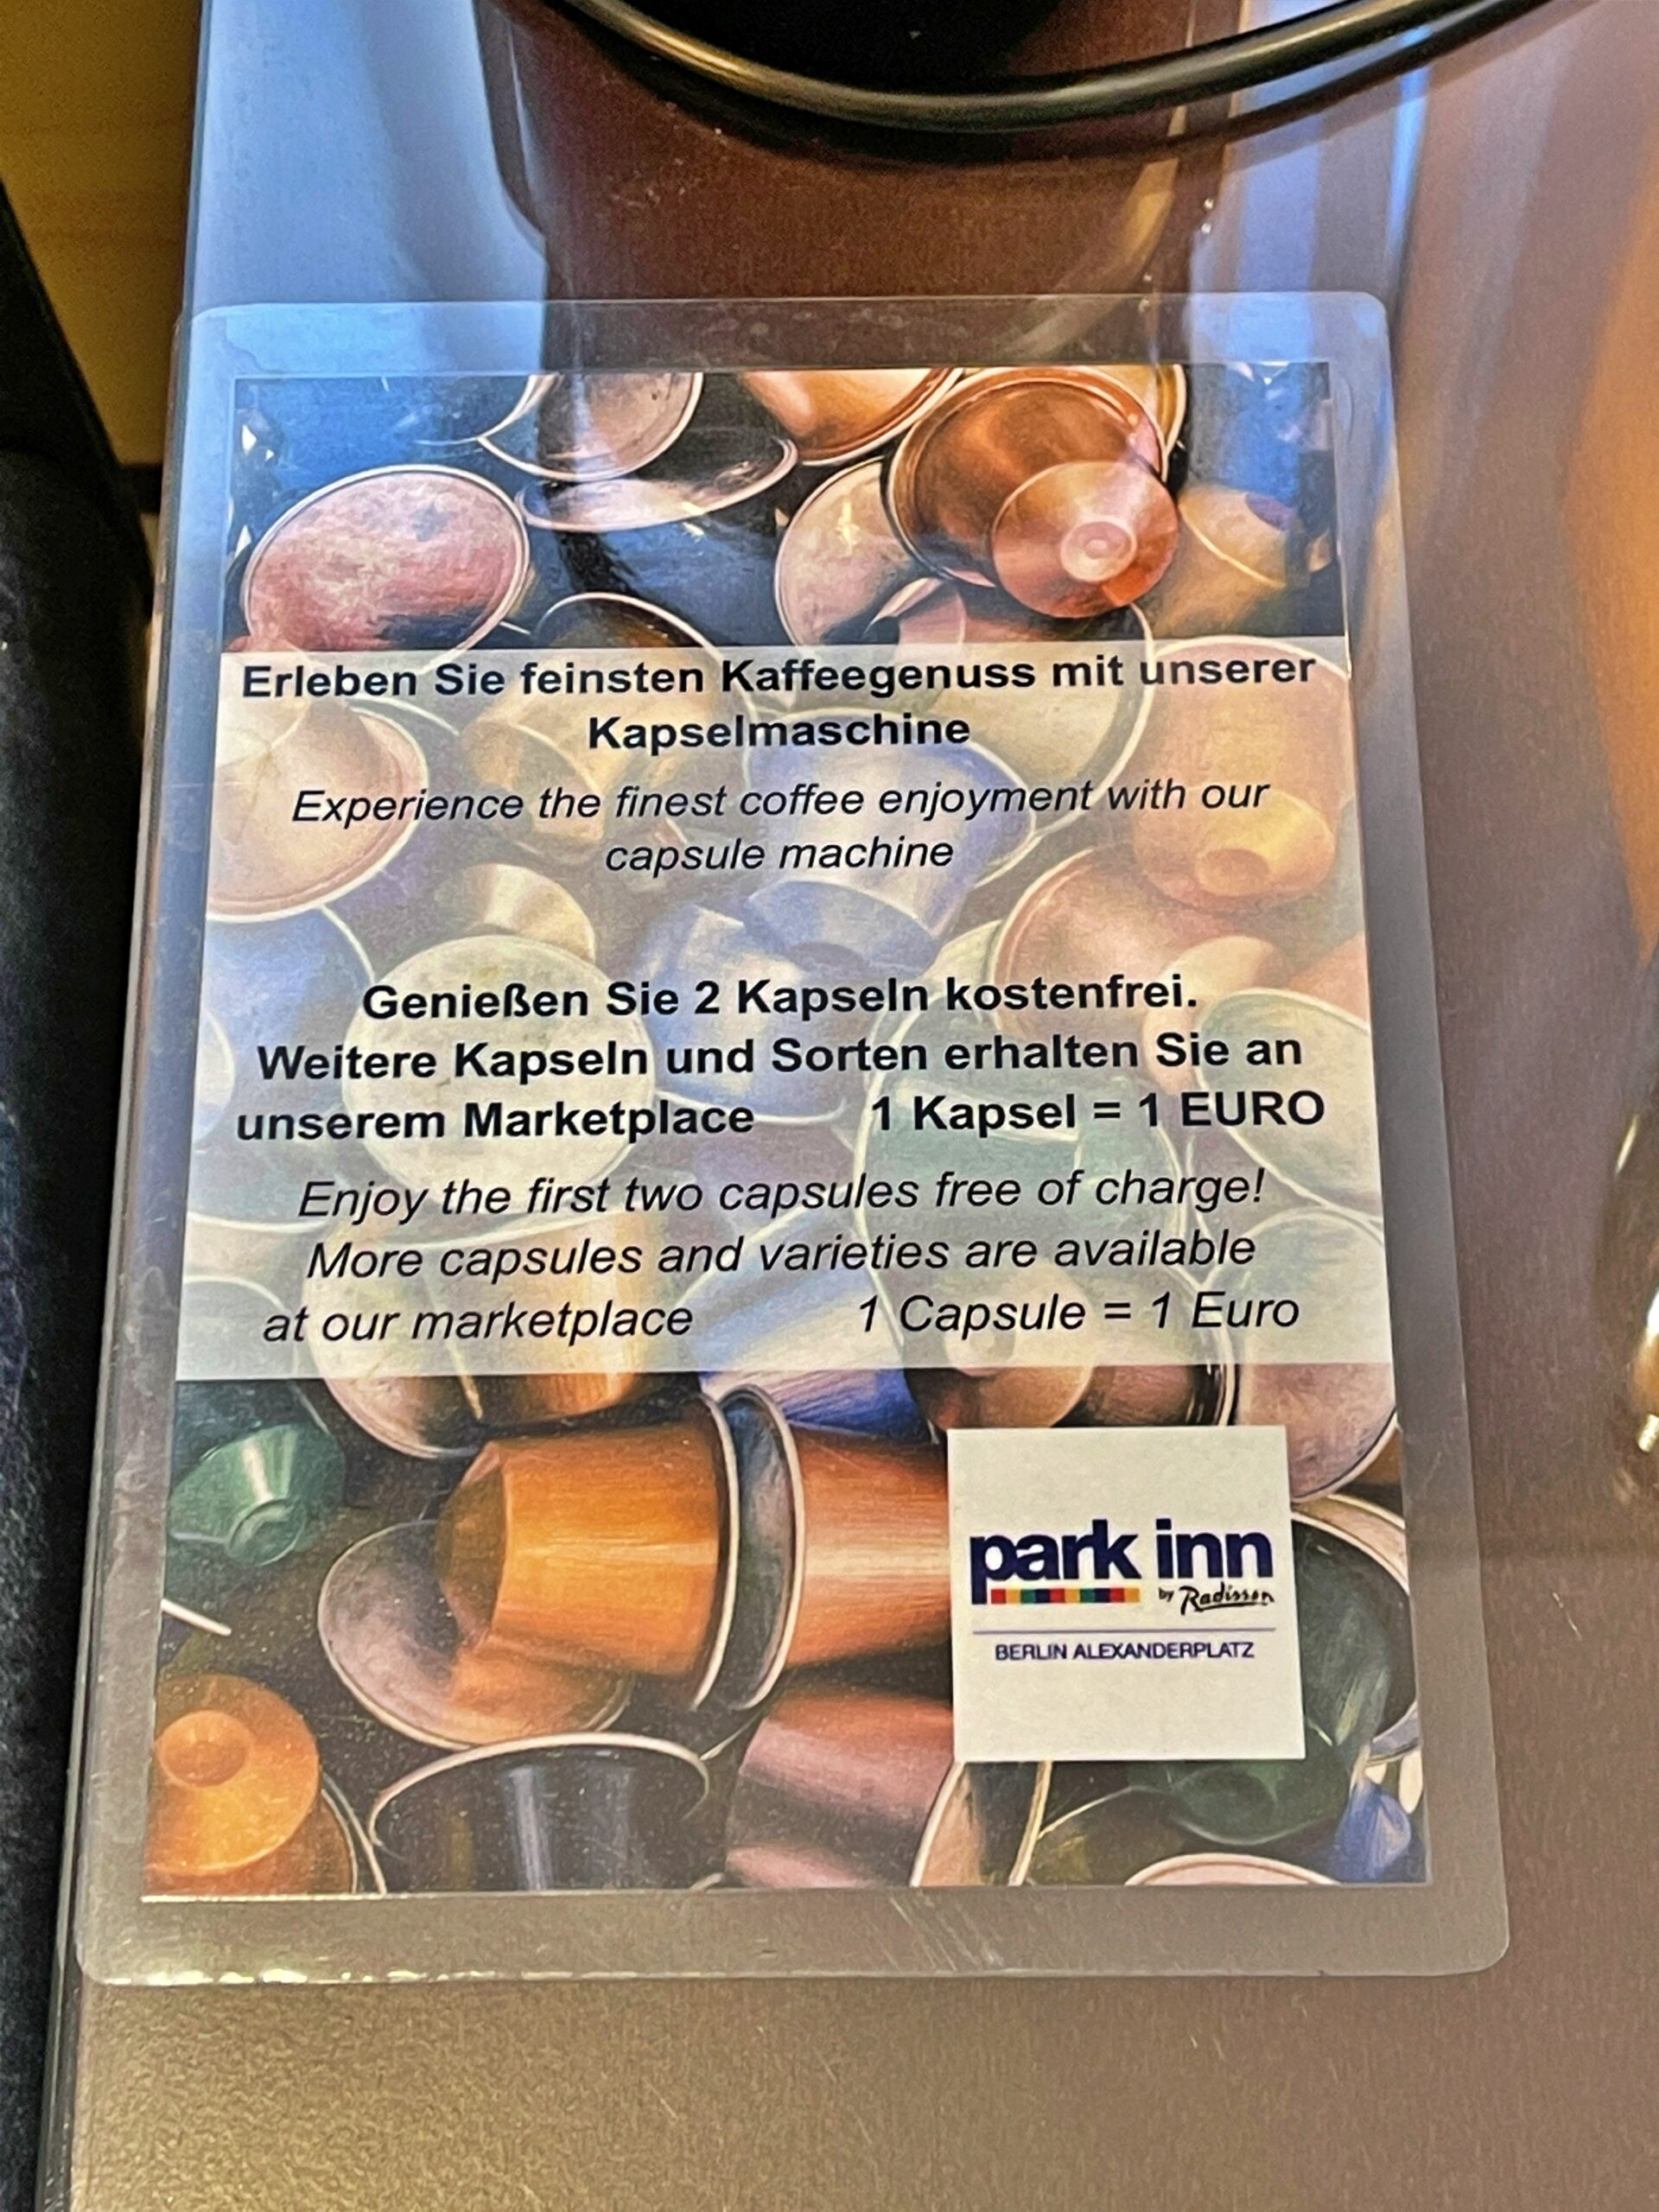 Erleben Sie feinsten Kaffeegenuss mit unserer
Kapselmaschine
Experience the finest coffee enjoyment with our
capsule machine
Genießen Sie 2 Kapseln kostenfrei.
Weitere Kapseln und Sorten erhalten Sie an
unserem Marketplace 1 Kapsel = 1 EURO
Enjoy the first two capsules free of charge!
More capsules and varieties are available
at our marketplace 1 Capsule = 1 Euro
park inn
by Radisson
BERLIN ALEXANDERPLATZ